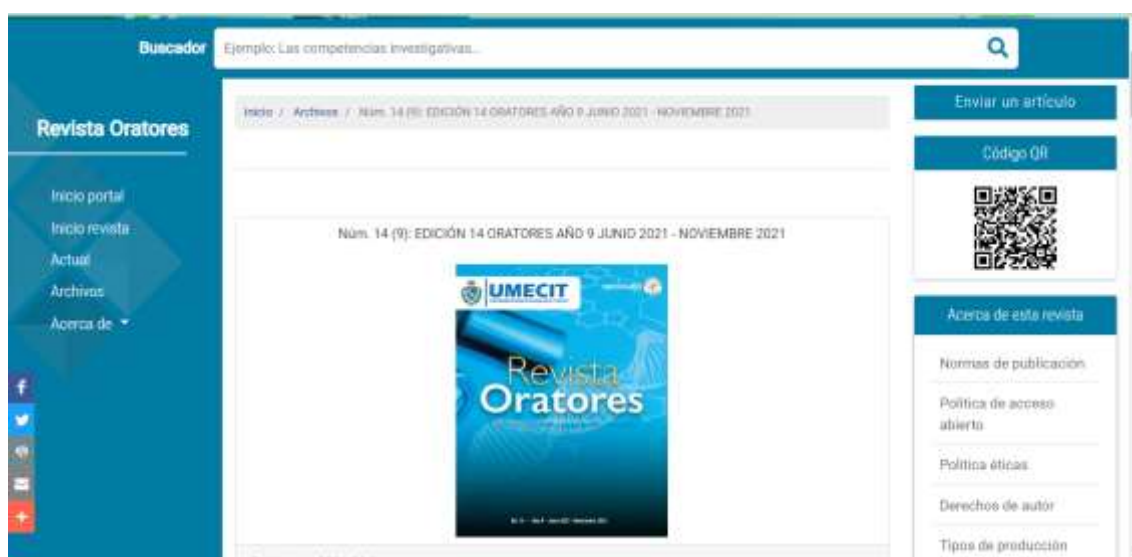 Buscador
Ejemplo: Las competencias investigativas...
Revista Oratores
Inicio portal
Inicio revista
Actual
Archivos
Acerca de
Inicio / Archivos / Núm. 14 (9): EDICIÓN 14 ORATORES AÑO 9 JUNIO 2021 - NOVIEMBRE 2021
Núm. 14 (9): EDICIÓN 14 ORATORES AÑO 9 JUNIO 2021 - NOVIEMBRE 2021
UMECIT
Revista
Oratores
Enviar un artículo
Código QR
Acerca de esta revista
Normas de publicación
Política de acceso
abierto
Política éticas
Derechos de autor
Tipos de producción